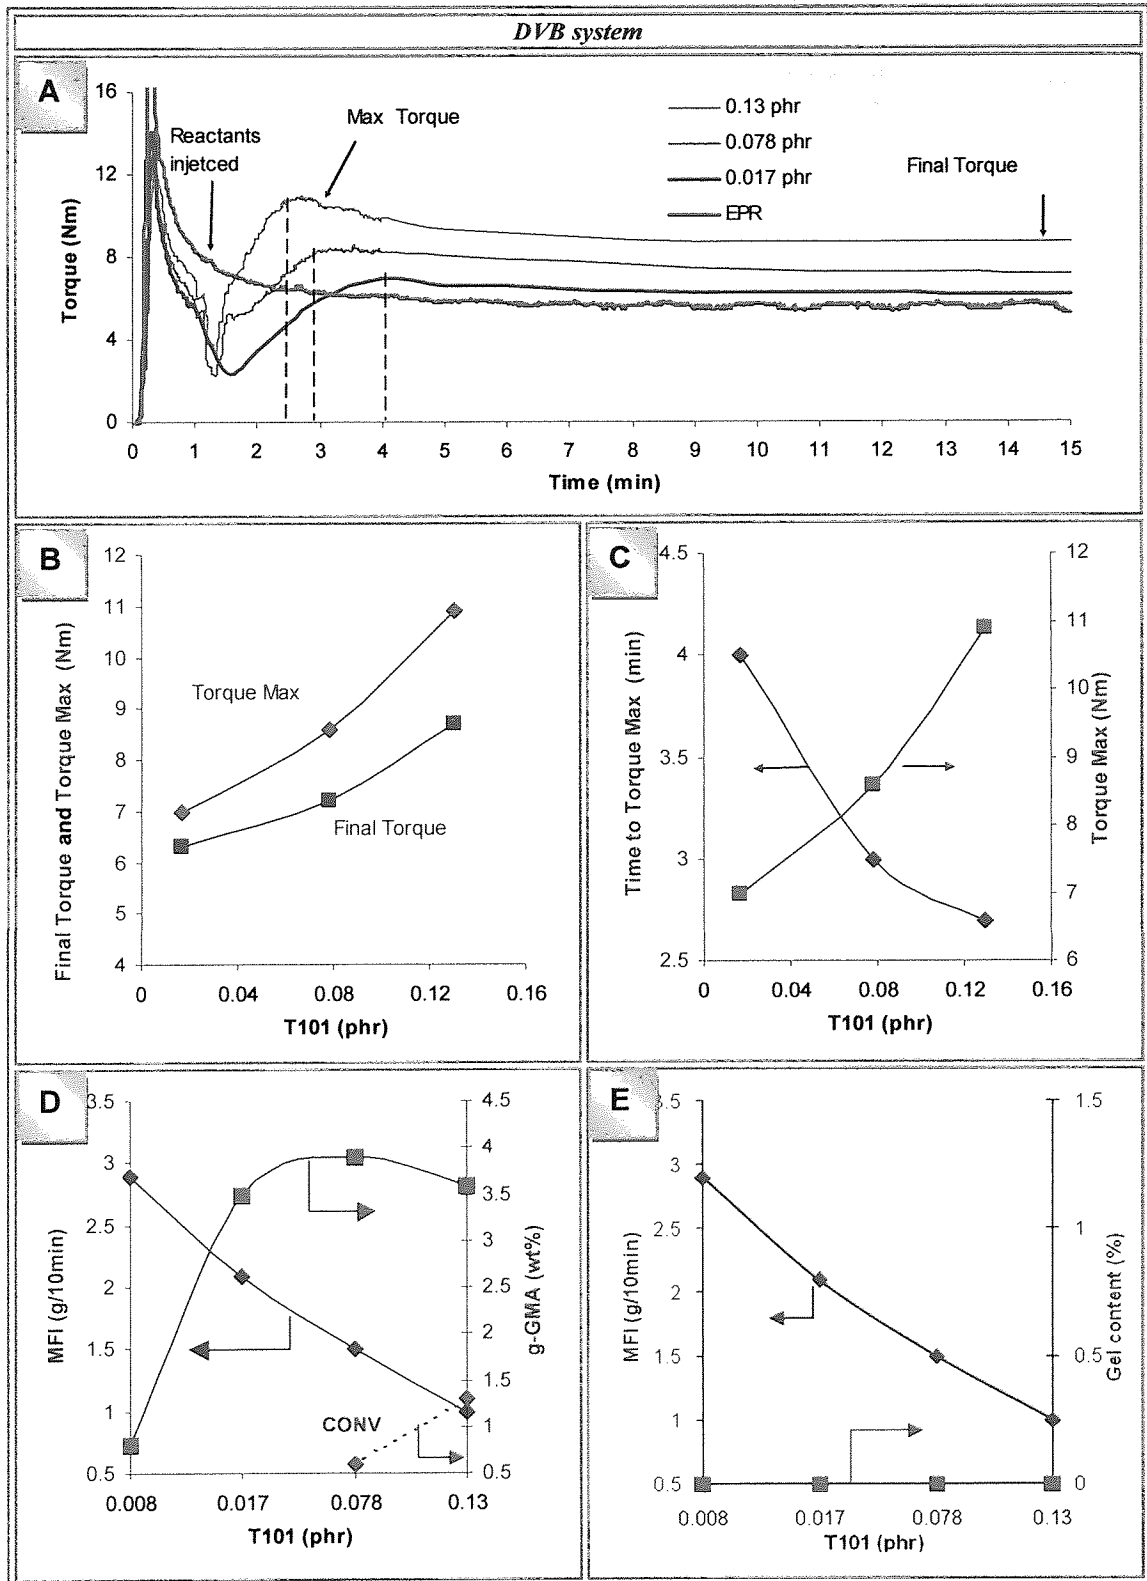 DVB system
A
16
12
8
4
0
Torque (Nm)
Reactants
injetced
Max Torque
0.13 phr
0.078 phr
0.017 phr
EPR
Final Torque
0 1 2 3 4 5 6 7 8 9 10 11 12 13 14 15
Time (min)
B
12
11
10
9
8
7
6
5
4
Final Torque and Torque Max (Nm)
Torque Max
Final Torque
0 0.04 0.08 0.12 0.16
T101 (phr)
C
4.5
4
3.5
3
2.5
Time to Torque Max (min)
12
11
10
9
8
7
6
Torque Max (Nm)
0 0.04 0.08 0.12 0.16
T101 (phr)
D
3.5
3
2.5
2
1.5
1
0.5
MFI (g/10min)
4.5
4
3.5
3
2.5
2
1.5
1
0.5
g-GMA (wt%)
CONV
0.008 0.017 0.078 0.13
T101 (phr)
E
3.5
3
2.5
2
1.5
1
0.5
MFI (g/10min)
1.5
1
0.5
0
Gel content (%)
0.008 0.017 0.078 0.13
T101 (phr)